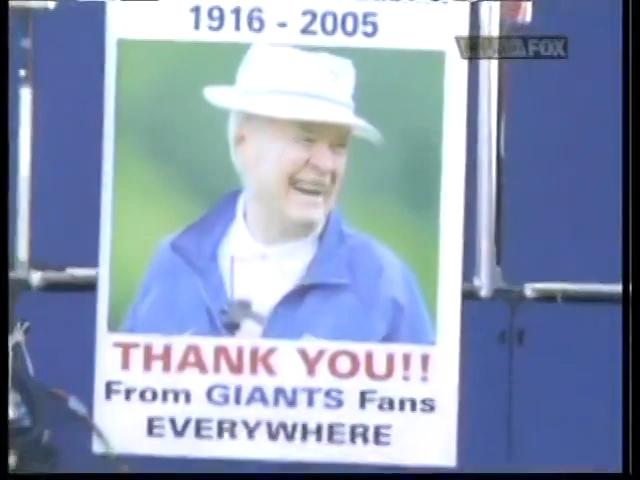 1916 - 2005
FOX
THANK YOU!!
From GIANTS Fans
EVERYWHERE